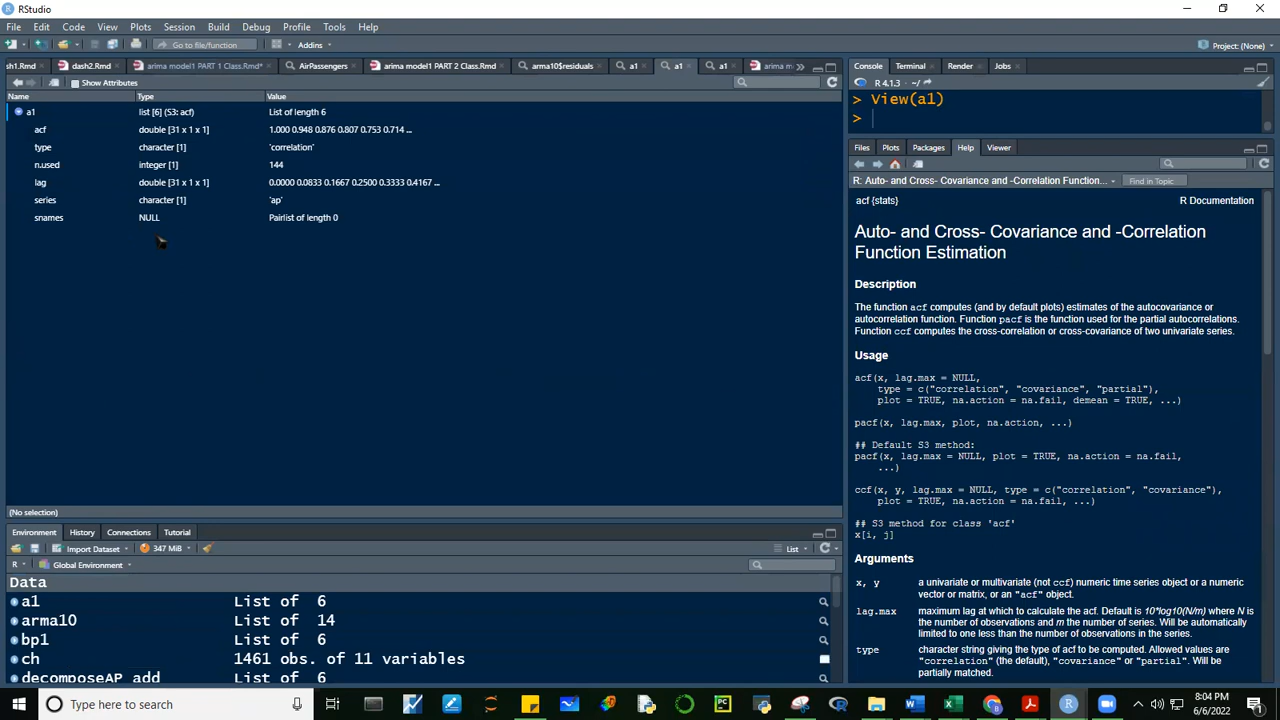 RStudio
File Edit Code View Plots Session Build Debug Profile Tools Help
Go to file/function Addins Project: (None)
sh1.Rmd dash2.Rmd arima model1 PART 1 Class.Rmd* AirPassengers arima model1 PART 2 Class.Rmd arma10$residuals a1 a1 a1 arima m
Show Attributes
Name Type Value
a1 list [6] (S3: acf) List of length 6
acf double [31 x 1 x 1] 1.000 0.948 0.876 0.807 0.753 0.714 ...
type character [1] 'correlation'
n.used integer [1] 144
lag double [31 x 1 x 1] 0.0000 0.0833 0.1667 0.2500 0.3333 0.4167 ...
series character [1] 'ap'
snames NULL Pairlist of length 0
(No selection)
Environment History Connections Tutorial
Import Dataset 347 MiB List
R Global Environment
Data
a1 List of 6
arma10 List of 14
bp1 List of 6
ch 1461 obs. of 11 variables
decomposeAP add List of 6
Console Terminal Render Jobs
R 4.1.3 · ~/
> View(a1)
>
Files Plots Packages Help Viewer
R: Auto- and Cross- Covariance and -Correlation Function... Find in Topic
acf {stats} R Documentation
Auto- and Cross- Covariance and -Correlation
Function Estimation
Description
The function acf computes (and by default plots) estimates of the autocovariance or
autocorrelation function. Function pacf is the function used for the partial autocorrelations.
Function ccf computes the cross-correlation or cross-covariance of two univariate series.
Usage
acf(x, lag.max = NULL,
type = c("correlation", "covariance", "partial"),
plot = TRUE, na.action = na.fail, demean = TRUE, ...)
pacf(x, lag.max, plot, na.action, ...)
## Default S3 method:
pacf(x, lag.max = NULL, plot = TRUE, na.action = na.fail,
...)
ccf(x, y, lag.max = NULL, type = c("correlation", "covariance"),
plot = TRUE, na.action = na.fail, ...)
## S3 method for class 'acf'
x[i, j]
Arguments
x, y a univariate or multivariate (not ccf) numeric time series object or a numeric
vector or matrix, or an "acf" object.
lag.max maximum lag at which to calculate the acf. Default is 10*log10(N/m) where N is
the number of observations and m the number of series. Will be automatically
limited to one less than the number of observations in the series.
type character string giving the type of acf to be computed. Allowed values are
"correlation" (the default), "covariance" or "partial". Will be
partially matched.
Type here to search
8:04 PM
6/6/2022